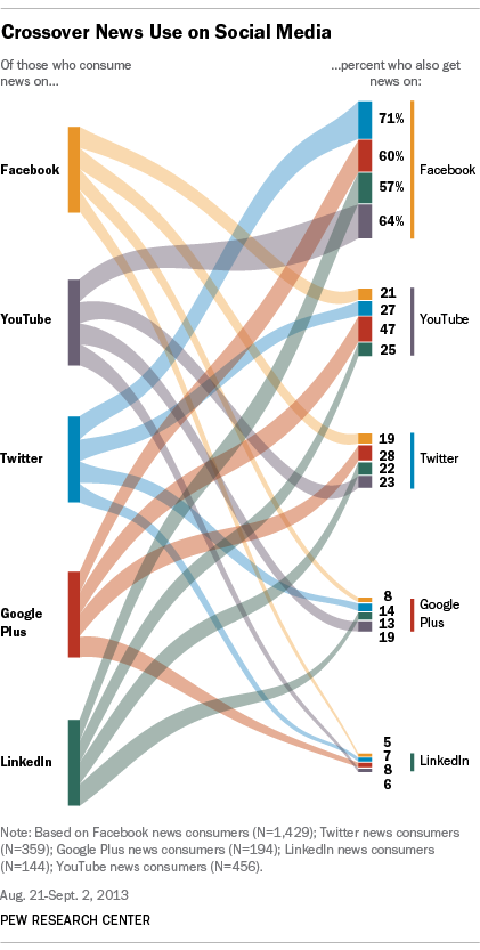 Crossover News Use on Social Media
Of those who consume
news on...
...percent who also get
news on:
Facebook
YouTube
Twitter
Google
Plus
LinkedIn
71%
60%
57%
64%
Facebook
21
27
47
25
YouTube
19
28
22
23
Twitter
8
14
13
19
Google
Plus
5
7
8
6
LinkedIn
Note: Based on Facebook news consumers (N=1,429); Twitter news consumers
(N=359); Google Plus news consumers (N=194); LinkedIn news consumers
(N=144); YouTube news consumers (N=456).
Aug. 21-Sept. 2, 2013
PEW RESEARCH CENTER